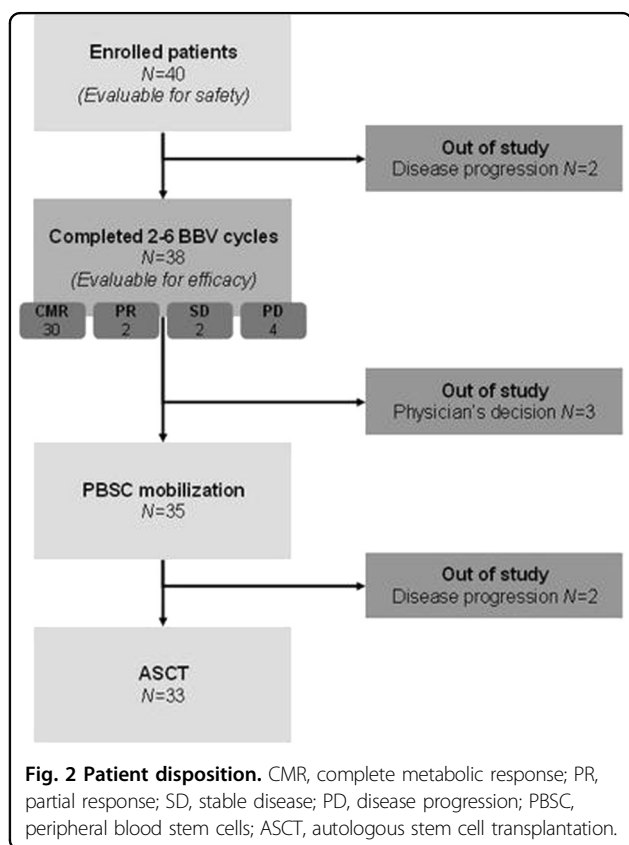 Enrolled patients
N=40
(Evaluable for safety)
Out of study
Disease progression N=2
Completed 2-6 BBV cycles
N=38
(Evaluable for efficacy)
CMR PR SD PD
30 2 2 4
Out of study
Physician's decision N=3
PBSC mobilization
N=35
Out of study
Disease progression N=2
ASCT
N=33
Fig. 2 Patient disposition. CMR, complete metabolic response; PR,
partial response; SD, stable disease; PD, disease progression; PBSC,
peripheral blood stem cells; ASCT, autologous stem cell transplantation.